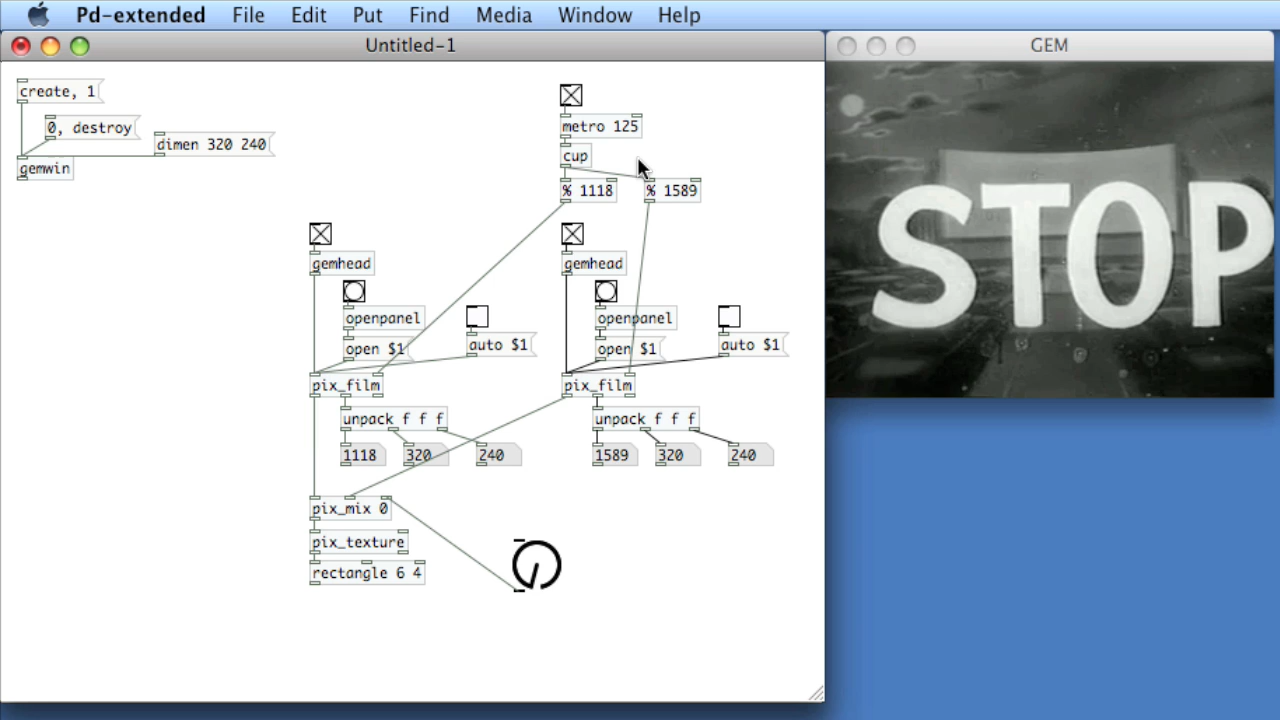 Pd-extended File Edit Put Find Media Window Help
Untitled-1
GEM
create, 1
0, destroy
dimen 320 240
gemwin
metro 125
cup
% 1118 % 1589
gemhead gemhead
openpanel openpanel
open $1 auto $1 open $1 auto $1
pix_film pix_film
unpack f f f unpack f f f
1118 320 240 1589 320 240
pix_mix 0
pix_texture
rectangle 6 4
STOP